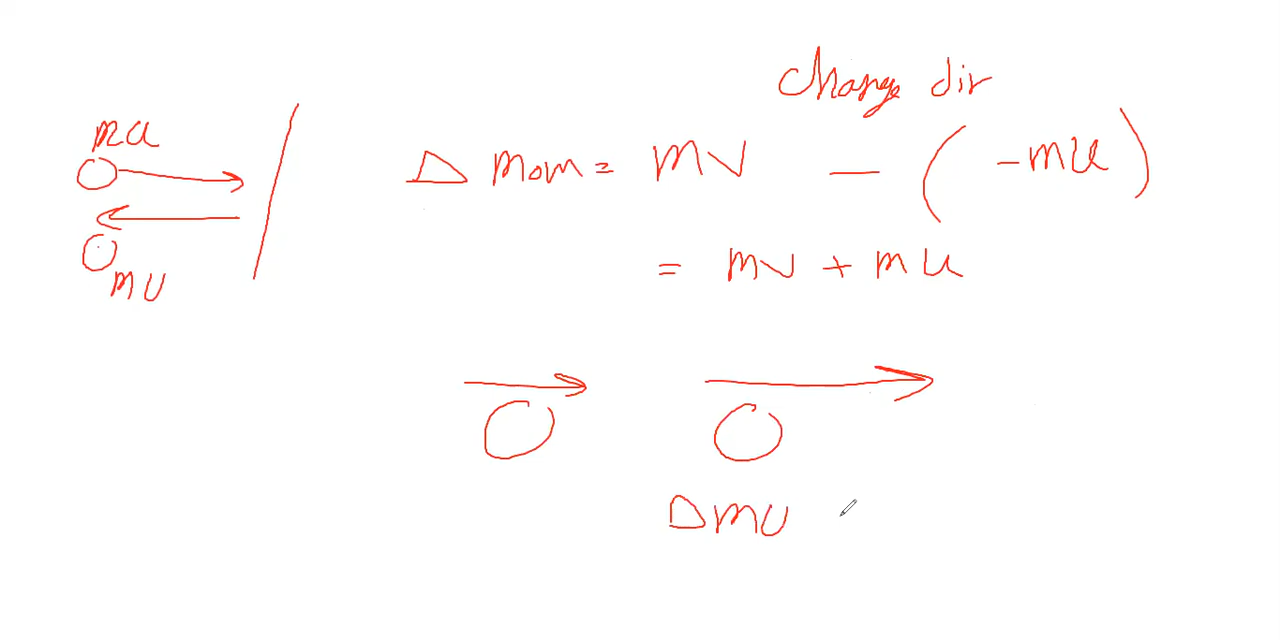 change dir
mu
Δ mom = mv - (-mu)
mv
= mv + mu
Δmv